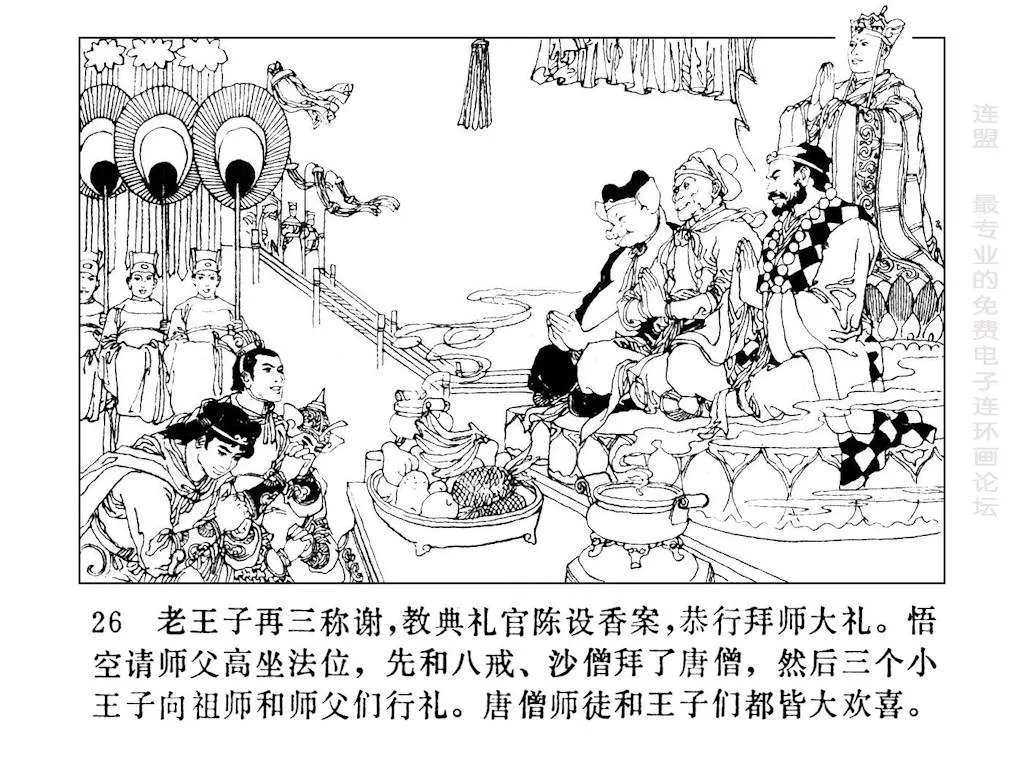 26 老王子再三称谢，教典礼官陈设香案，恭行拜师大礼。悟
空请师父高坐法位，先和八戒、沙僧拜了唐僧，然后三个小
王子向祖师和师父们行礼。唐僧师徒和王子们都皆大欢喜。
连盟 最专业的免费电子连环画论坛